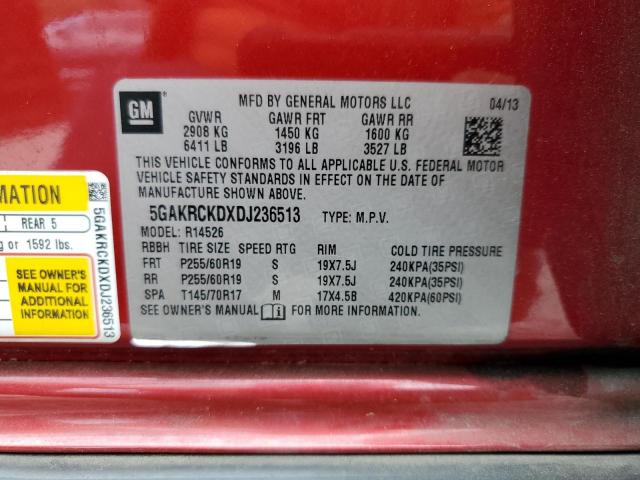 GM
MFD BY GENERAL MOTORS LLC 04/13
GVWR GAWR FRT GAWR RR
2908 KG 1450 KG 1600 KG
6411 LB 3196 LB 3527 LB
THIS VEHICLE CONFORMS TO ALL APPLICABLE U.S. FEDERAL MOTOR
VEHICLE SAFETY STANDARDS IN EFFECT ON THE DATE OF
MANUFACTURE SHOWN ABOVE.
5GAKRCKDXDJ236513 TYPE: M.P.V.
MODEL: R14526
RBBH TIRE SIZE SPEED RTG RIM COLD TIRE PRESSURE
FRT P255/60R19 S 19X7.5J 240KPA(35PSI)
RR P255/60R19 S 19X7.5J 240KPA(35PSI)
SPA T145/70R17 M 17X4.5B 420KPA(60PSI)
SEE OWNER'S MANUAL FOR MORE INFORMATION.
MATION
REAR 5
or 1592 lbs.
SEE OWNER'S
MANUAL FOR
ADDITIONAL
INFORMATION
5GAKRCKDXDJ236513